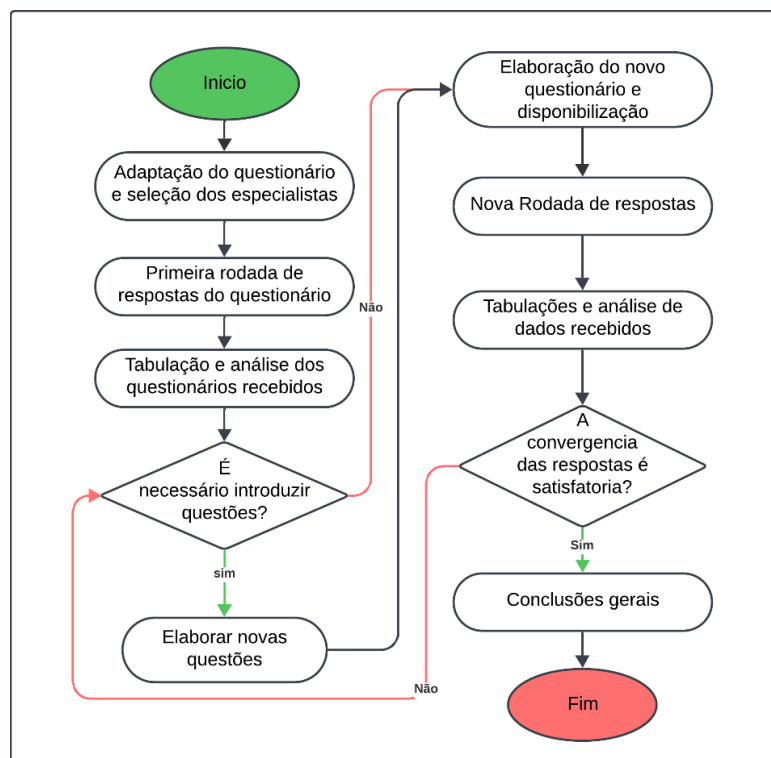 Inicio
Adaptação do questionário
e seleção dos especialistas
Primeira rodada de
respostas do questionário
Tabulação e análise dos
questionários recebidos
É
necessário introduzir
questões?
Não
sim
Elaborar novas
questões
Elaboração do novo
questionário e
disponibilização
Nova Rodada de respostas
Tabulações e análise de
dados recebidos
A
convergencia
das respostas é
satisfatoria?
Não
Sim
Conclusões gerais
Fim